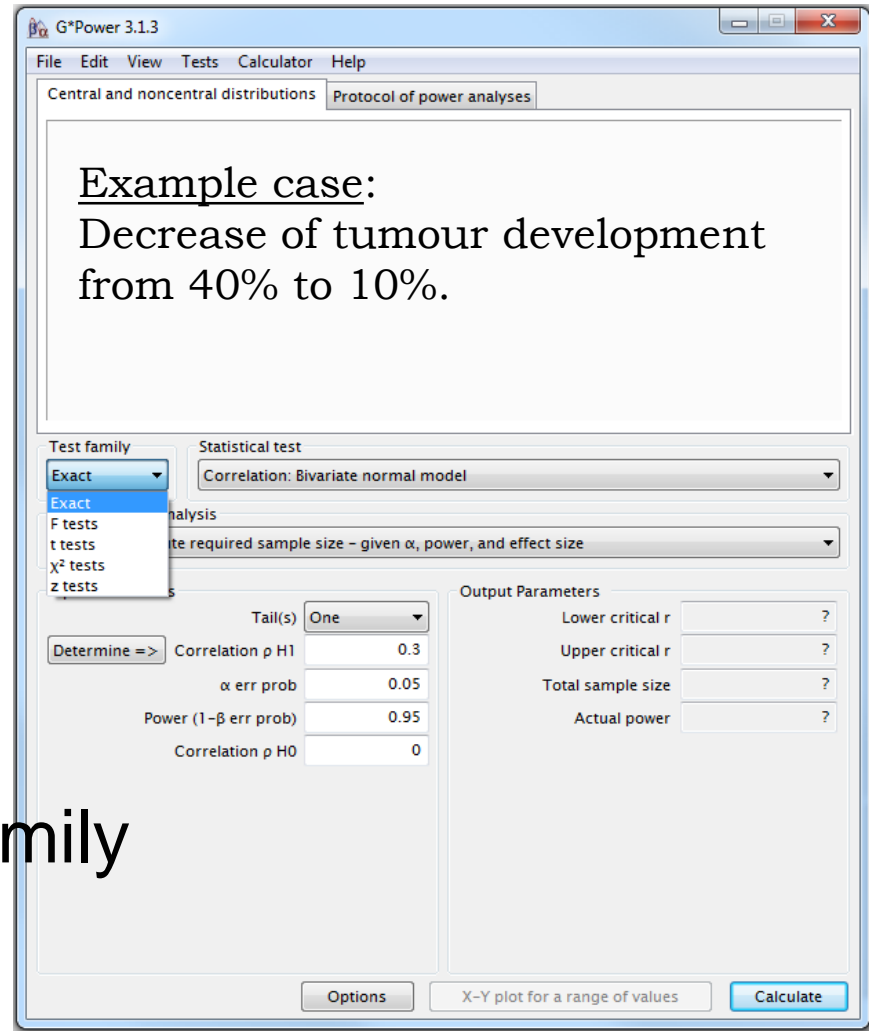 G*Power 3.1.3
File Edit View Tests Calculator Help
Central and noncentral distributions Protocol of power analyses
Example case:
Decrease of tumour development
from 40% to 10%.
Test family Statistical test
Exact Correlation: Bivariate normal model
Exact
F tests
t tests
χ² tests
z tests
nalysis
te required sample size – given α, power, and effect size
s
Output Parameters
Tail(s) One Lower critical r ?
Determine => Correlation ρ H1 0.3 Upper critical r ?
α err prob 0.05 Total sample size ?
Power (1-β err prob) 0.95 Actual power ?
Correlation ρ H0 0
mily
Options X-Y plot for a range of values Calculate